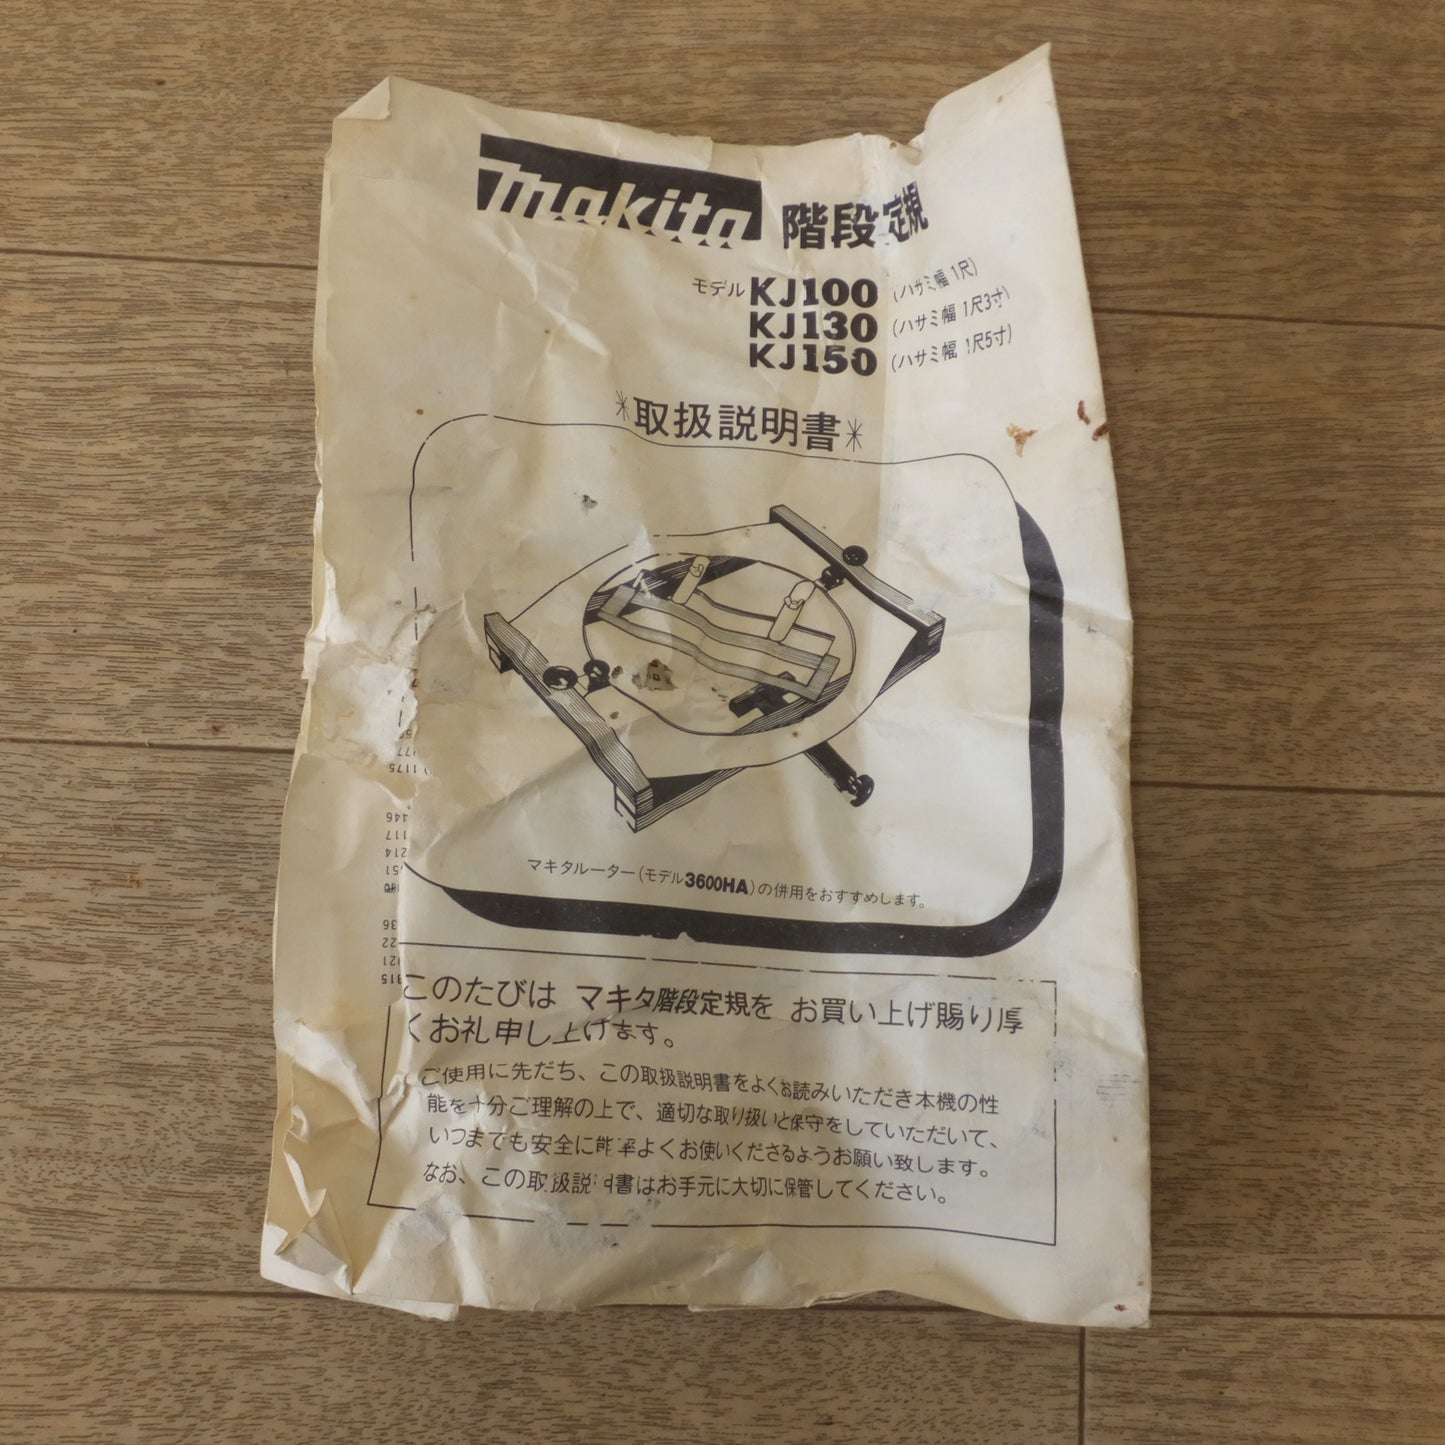 makita 階段定規
モデル KJ100 (ハサミ幅 1尺)
KJ130 (ハサミ幅 1尺3寸)
KJ150 (ハサミ幅 1尺5寸)
*取扱説明書*
マキタルーター(モデル3600HA)の併用をおすすめします。
このたびは マキタ階段定規を お買い上げ賜り厚
くお礼申し上げます。
ご使用に先だち、この取扱説明書をよくお読みいただき本機の性
能を十分ご理解の上で、適切な取り扱いと保守をしていただいて、
いつまでも安全に能率よくお使いくださるようお願い致します。
なお、この取扱説明書はお手元に大切に保管してください。